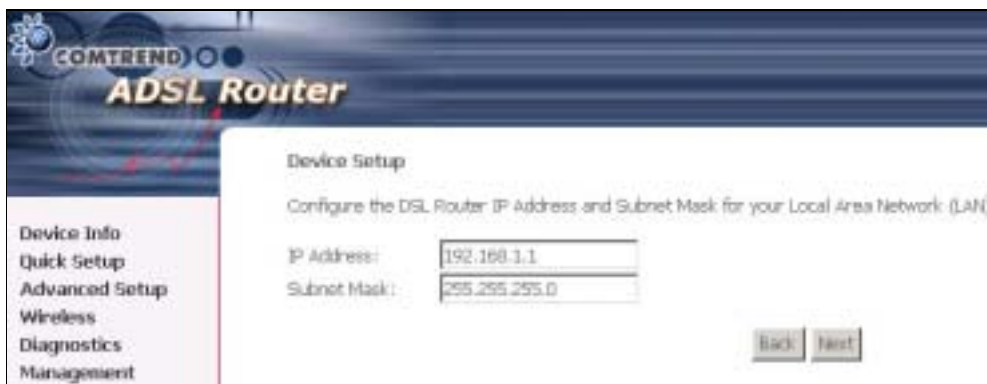 COMTREND
ADSL Router
Device Setup
Configure the DSL Router IP Address and Subnet Mask for your Local Area Network (LAN)
IP Address: 192.168.1.1
Subnet Mask: 255.255.255.0
Back Next
Device Info
Quick Setup
Advanced Setup
Wireless
Diagnostics
Management